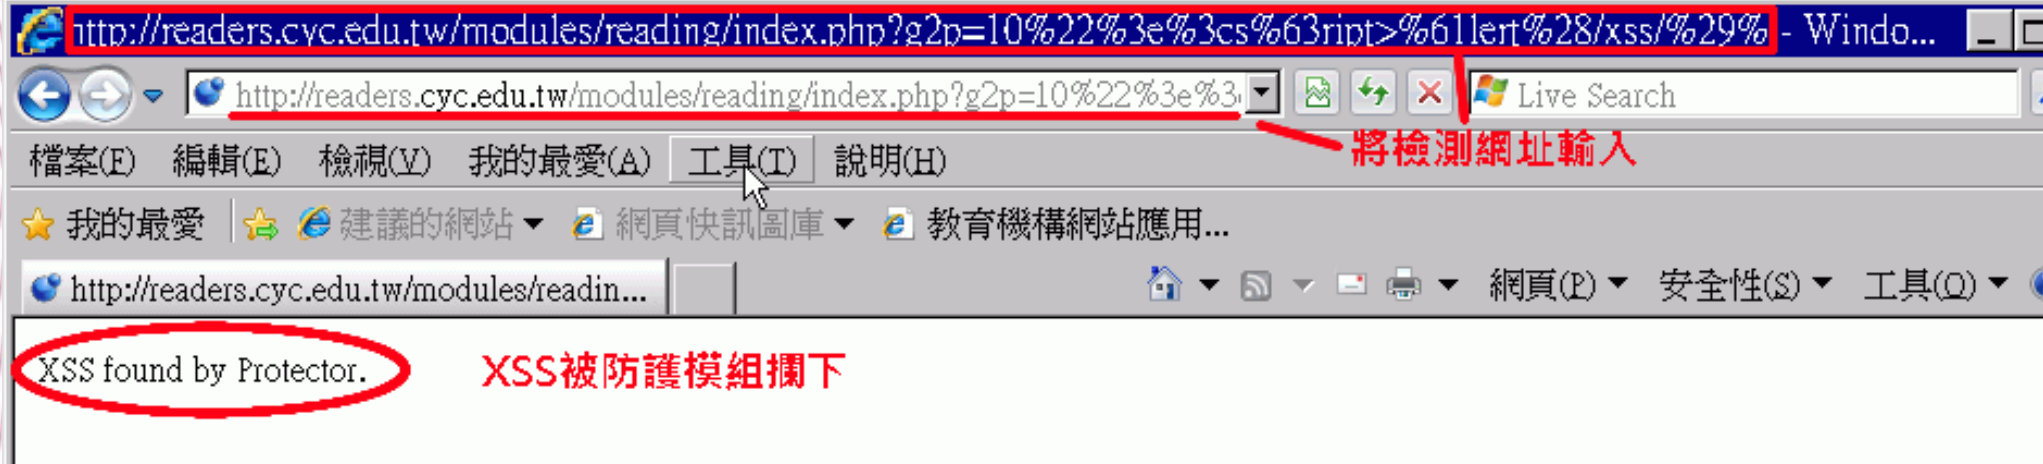 http://readers.cyc.edu.tw/modules/reading/index.php?g2p=10%22%3e%3cs%63ript>%61lert%28/xss/%29% - Windo...
http://readers.cyc.edu.tw/modules/reading/index.php?g2p=10%22%3e%3 Live Search
將檢測網址輸入
檔案(F) 編輯(E) 檢視(V) 我的最愛(A) 工具(T) 說明(H)
我的最愛 建議的網站 網頁快訊圖庫 教育機構網站應用...
http://readers.cyc.edu.tw/modules/readin... 網頁(P) 安全性(S) 工具(O)
XSS found by Protector. XSS被防護模組攔下